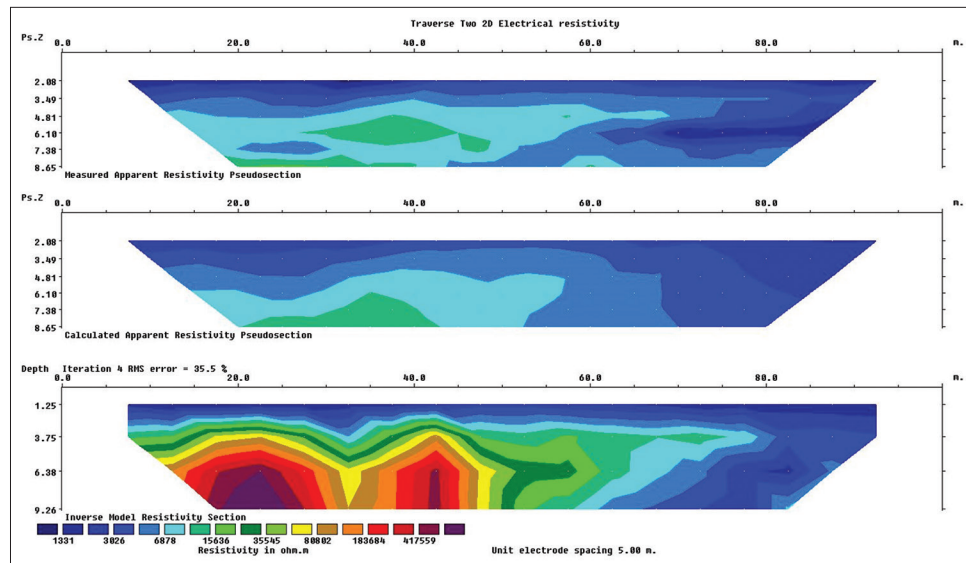 Traverse Two 2D Electrical resistivity
Ps.Z 0.0 20.0 40.0 60.0 80.0 m.
2.08
3.49
4.81
6.10
7.38
8.65
Measured Apparent Resistivity Pseudosection
Ps.Z 0.0 20.0 40.0 60.0 80.0 m.
2.08
3.49
4.81
6.10
7.38
8.65
Calculated Apparent Resistivity Pseudosection
Depth Iteration 4 RMS error = 35.5 %
0.0 20.0 40.0 60.0 80.0 m.
1.25
3.75
6.38
9.26
Inverse Model Resistivity Section
1331 3026 6878 15636 35545 80802 183684 417559
Resistivity in ohm.m Unit electrode spacing 5.00 m.